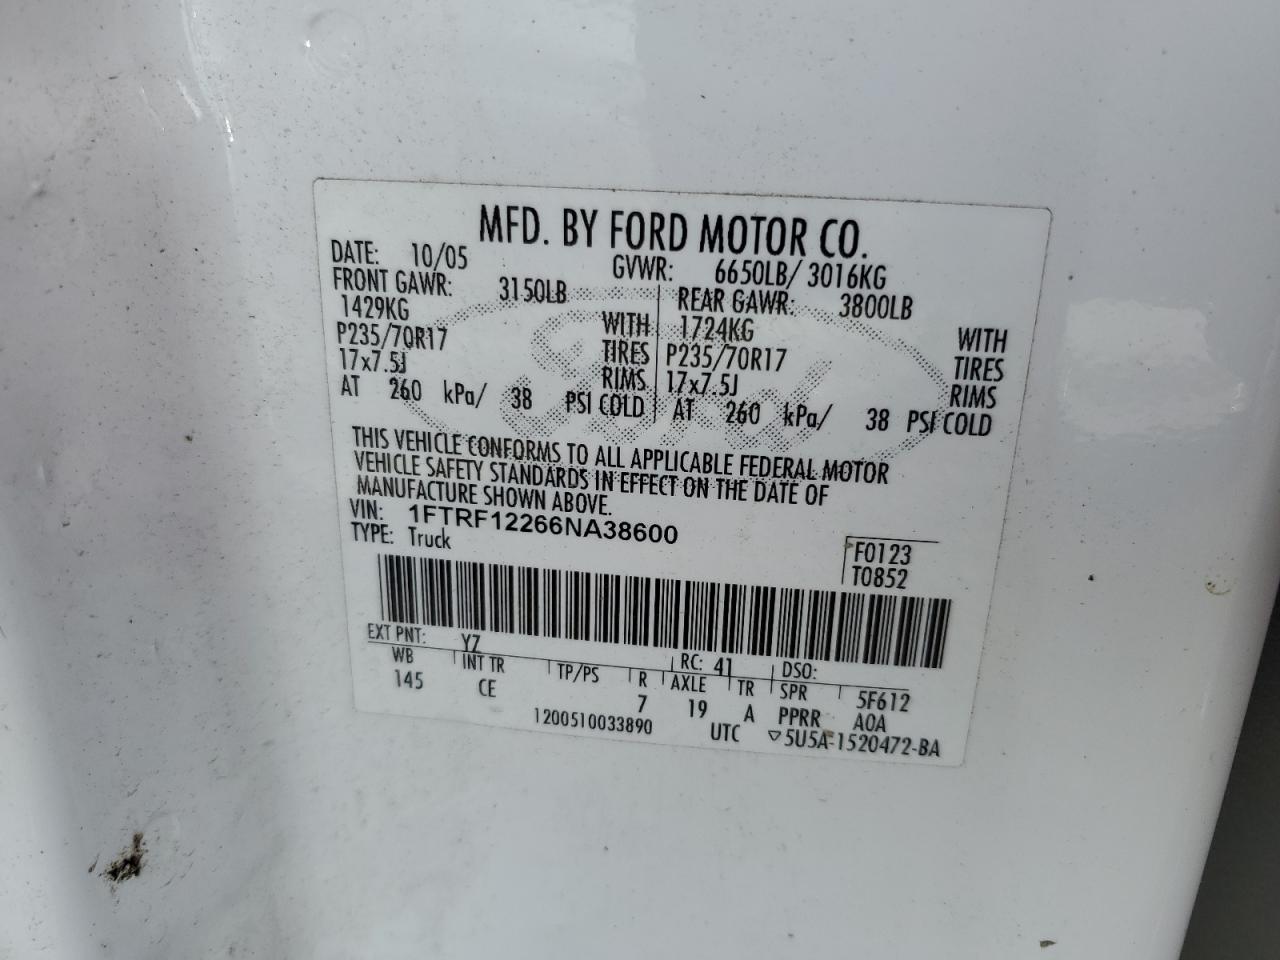 MFD. BY FORD MOTOR CO.
DATE: 10/05 GVWR: 6650LB/ 3016KG
FRONT GAWR: 3150LB REAR GAWR: 3800LB
1429KG WITH 1724KG WITH
P235/70R17 TIRES P235/70R17 TIRES
17x7.5J RIMS 17x7.5J RIMS
AT 260 kPa/ 38 PSI COLD AT 260 kPa/ 38 PSI COLD
Ford
THIS VEHICLE CONFORMS TO ALL APPLICABLE FEDERAL MOTOR
VEHICLE SAFETY STANDARDS IN EFFECT ON THE DATE OF
MANUFACTURE SHOWN ABOVE.
VIN: 1FTRF12266NA38600
TYPE: Truck
F0123
T0852
EXT PNT: YZ RC: 41 DSO:
WB INT TR TP/PS R AXLE TR SPR 5F612
145 CE 7 19 A PPRR A0A
1200510033890 UTC ▽5U5A-1520472-BA